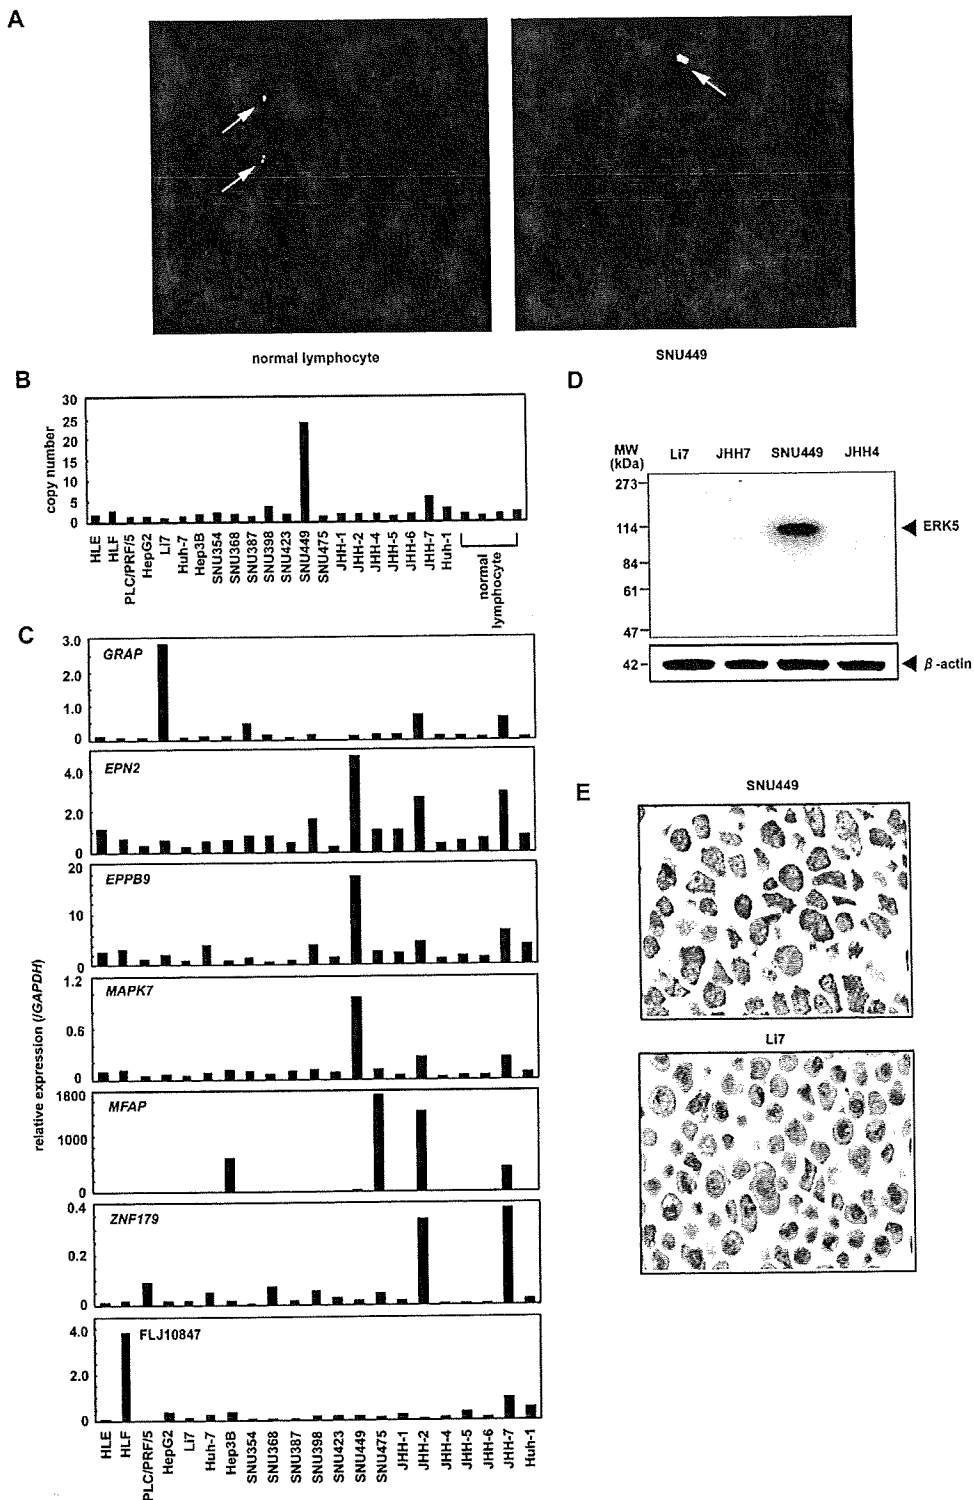 A
normal lymphocyte
SNU449
B
copy number
30
25
20
15
10
5
0
HLE
HLF
PLC/PRF/5
HepG2
Li7
Huh-7
Hep3B
SNU354
SNU368
SNU387
SNU398
SNU423
SNU449
SNU475
JHH-1
JHH-2
JHH-4
JHH-5
JHH-6
JHH-7
Huh-1
normal
lymphocyte
C
relative expression (/GAPDH)
GRAP
3.0
2.0
1.0
0
EPN2
4.0
2.0
0
EPPB9
20
10
0
MAPK7
1.2
0.6
0
MFAP
1800
1000
0
ZNF179
0.4
0.2
0
FLJ10847
4.0
2.0
0
HLE
HLF
PLC/PRF/5
HepG2
Li7
Huh-7
Hep3B
SNU354
SNU368
SNU387
SNU398
SNU423
SNU449
SNU475
JHH-1
JHH-2
JHH-4
JHH-5
JHH-6
JHH-7
Huh-1
D
MW
(kDa)
Li7 JHH7 SNU449 JHH4
273
114
84
61
47
42
ERK5
β-actin
E
SNU449
Li7